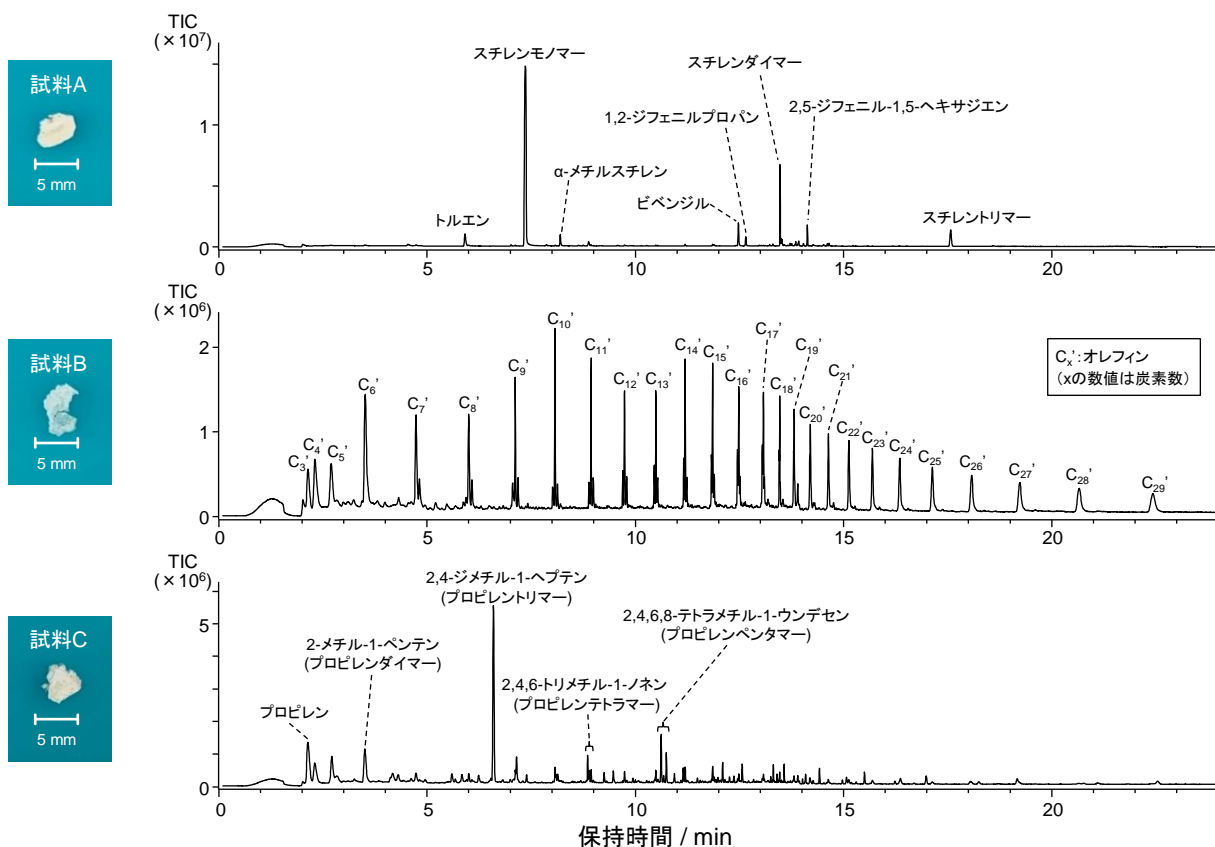 TIC
(×10⁷)
試料A
5 mm
スチレンモノマー
スチレンダイマー
1,2-ジフェニルプロパン
2,5-ジフェニル-1,5-ヘキサジエン
α-メチルスチレン
ビベンジル
トルエン
スチレントリマー
1
0
0 5 10 15 20
TIC
(×10⁶)
試料B
5 mm
2
1
0
C₃' C₄' C₅' C₆' C₇' C₈' C₉' C₁₀' C₁₁' C₁₂' C₁₃' C₁₄' C₁₅' C₁₆' C₁₇' C₁₈' C₁₉' C₂₀' C₂₁' C₂₂' C₂₃' C₂₄' C₂₅' C₂₆' C₂₇' C₂₈' C₂₉'
Cₓ':オレフィン
(xの数値は炭素数)
0 5 10 15 20
TIC
(×10⁶)
試料C
5 mm
5
0
2,4-ジメチル-1-ヘプテン
(プロピレントリマー)
2-メチル-1-ペンテン
(プロピレンダイマー)
プロピレン
2,4,6-トリメチル-1-ノネン
(プロピレンテトラマー)
2,4,6,8-テトラメチル-1-ウンデセン
(プロピレンペンタマー)
0 5 10 15 20
保持時間 / min